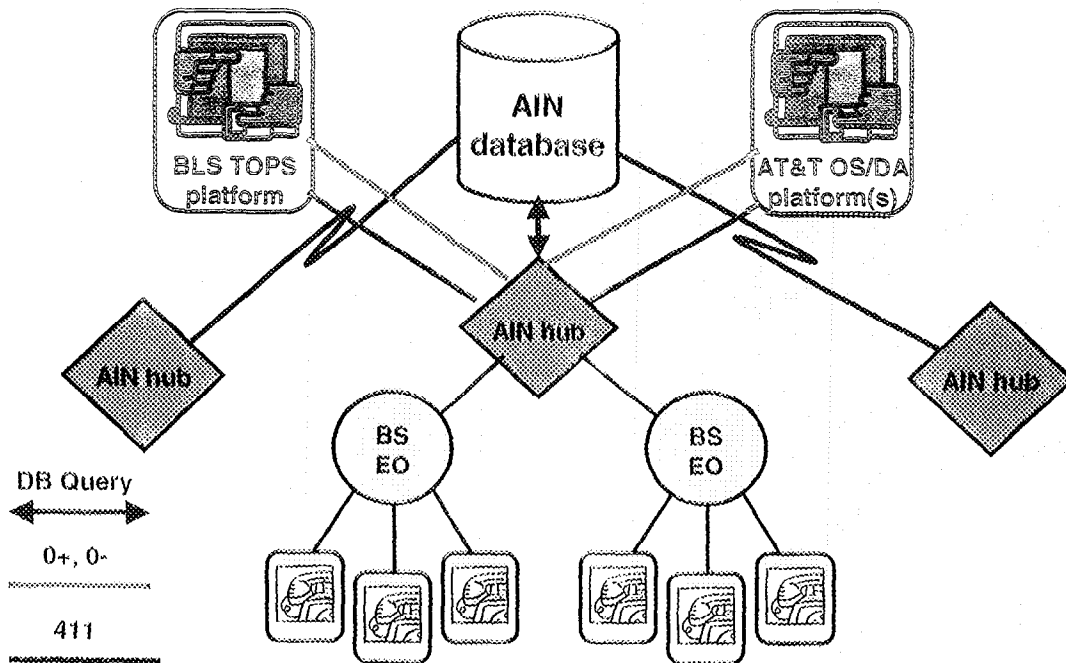 BLS TOPS
platform
AIN
database
AT&T OS/DA
platform(s)
AIN hub
AIN hub
AIN hub
BS
EO
BS
EO
DB Query
0+, 0-
411